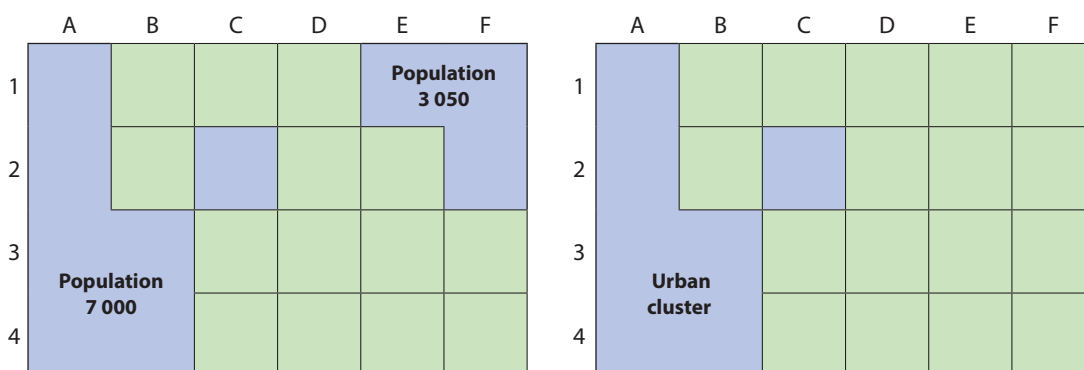 A B C D E F
1
Population
3 050
2
3
Population
7 000
4
A B C D E F
1
2
3
Urban
cluster
4